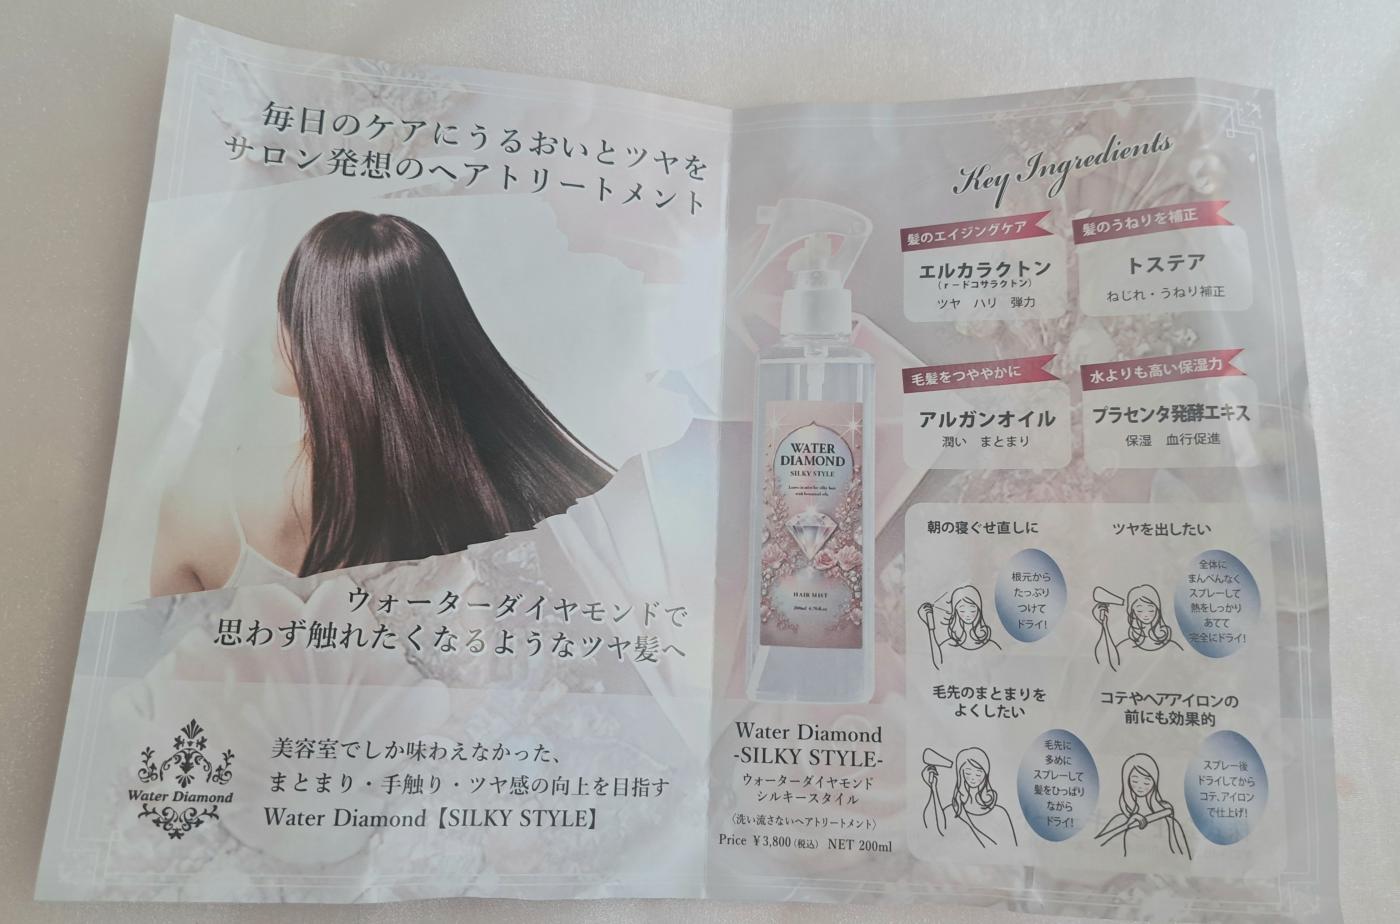 毎日のケアにうるおいとツヤを
サロン発想のヘアトリートメント
ウォーターダイヤモンドで
思わず触れたくなるようなツヤ髪へ
Water Diamond
美容室でしか味わえなかった、
まとまり・手触り・ツヤ感の向上を目指す
Water Diamond【SILKY STYLE】
WATER
DIAMOND
SILKY STYLE
Leave in mist for silky hair
with botanical oils.
HAIR MIST
200ml 6.76fl.oz
Water Diamond
-SILKY STYLE-
ウォーターダイヤモンド
シルキースタイル
〈洗い流さないヘアトリートメント〉
Price ¥3,800(税込) NET 200ml
Key Ingredients
髪のエイジングケア
エルカラクトン
(r－ドコサラクトン)
ツヤ ハリ 弾力
髪のうねりを補正
トステア
ねじれ・うねり補正
毛髪をつややかに
アルガンオイル
潤い まとまり
水よりも高い保湿力
プラセンタ発酵エキス
保湿 血行促進
朝の寝ぐせ直しに
根元から
たっぷり
つけて
ドライ!
ツヤを出したい
全体に
まんべんなく
スプレーして
熱をしっかり
あてて
完全にドライ!
毛先のまとまりを
よくしたい
毛先に
多めに
スプレーして
髪をひっぱり
ながら
ドライ!
コテやヘアアイロンの
前にも効果的
スプレー後
ドライしてから
コテ、アイロン
で仕上げ!